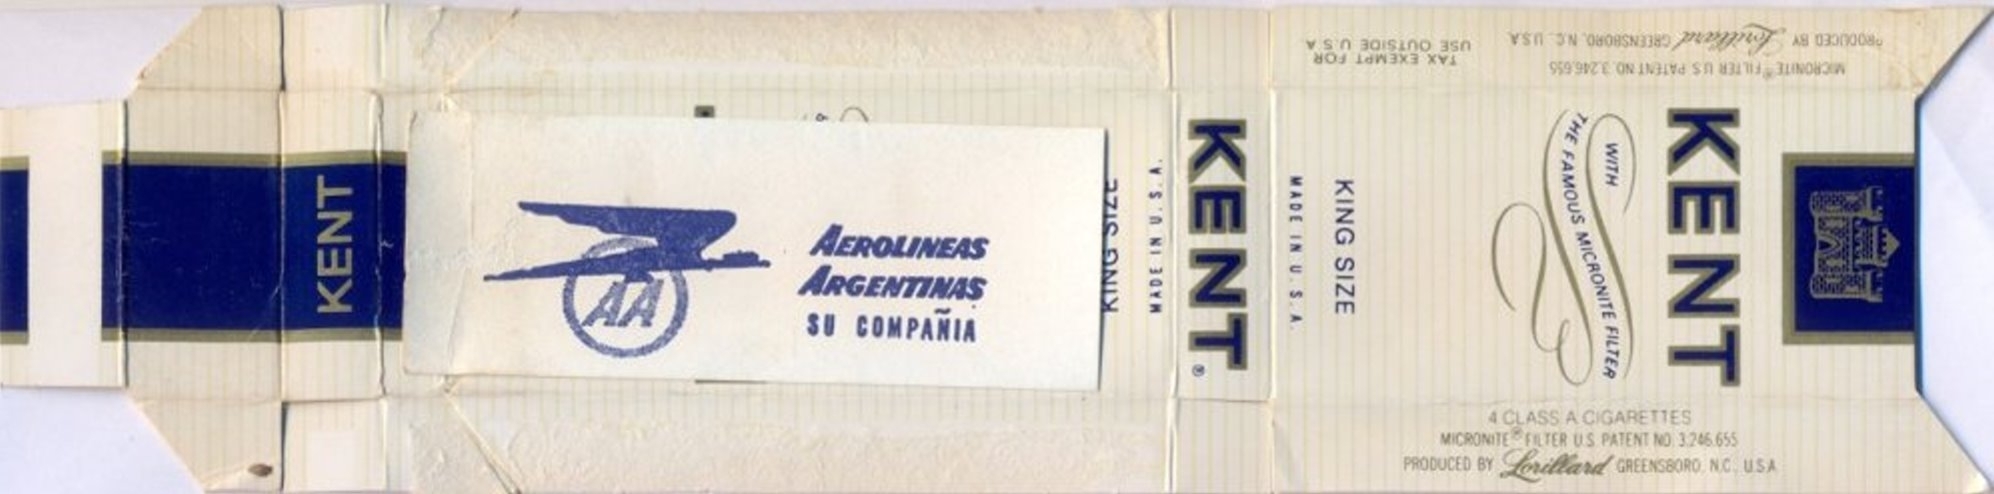 KENT
AA
AEROLINEAS
ARGENTINAS
SU COMPAÑIA
KING SIZE
MADE IN U.S.A.
KENT®
MADE IN U.S.A.
KING SIZE
WITH
THE FAMOUS MICRONITE FILTER
KENT
TAX EXEMPT FOR
USE OUTSIDE U.S.A
MICRONITE® FILTER U.S PATENT NO 3.246.655
PRODUCED BY Lorillard GREENSBORO, N.C., U.S.A.
4 CLASS A CIGARETTES
MICRONITE® FILTER U.S. PATENT NO. 3.246.655
PRODUCED BY Lorillard GREENSBORO, N.C., U.S.A